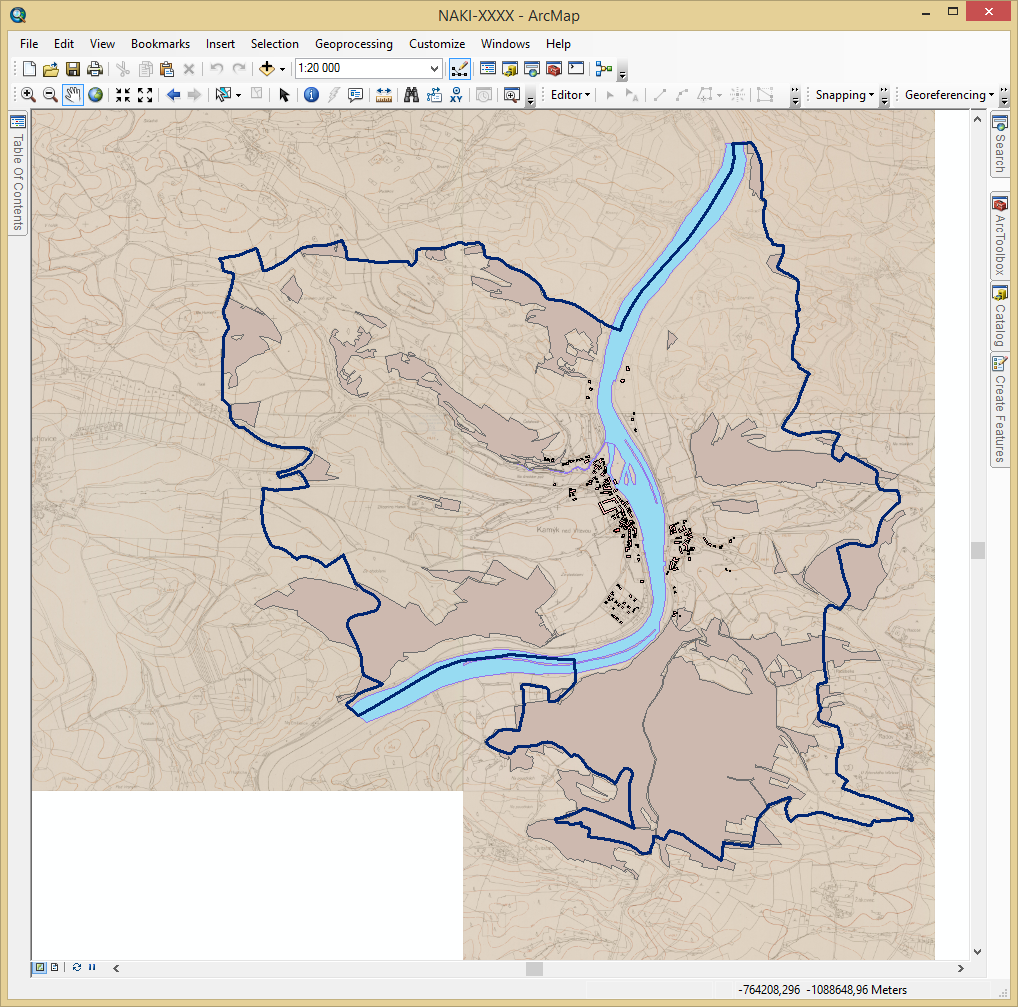 NAKI-XXXX - ArcMap
File Edit View Bookmarks Insert Selection Geoprocessing Customize Windows Help
1:20 000
Editor Snapping Georeferencing
Table Of Contents
Search
ArcToolbox
Catalog
Create Features
Kamýk
-764208,296 -1088648,96 Meters